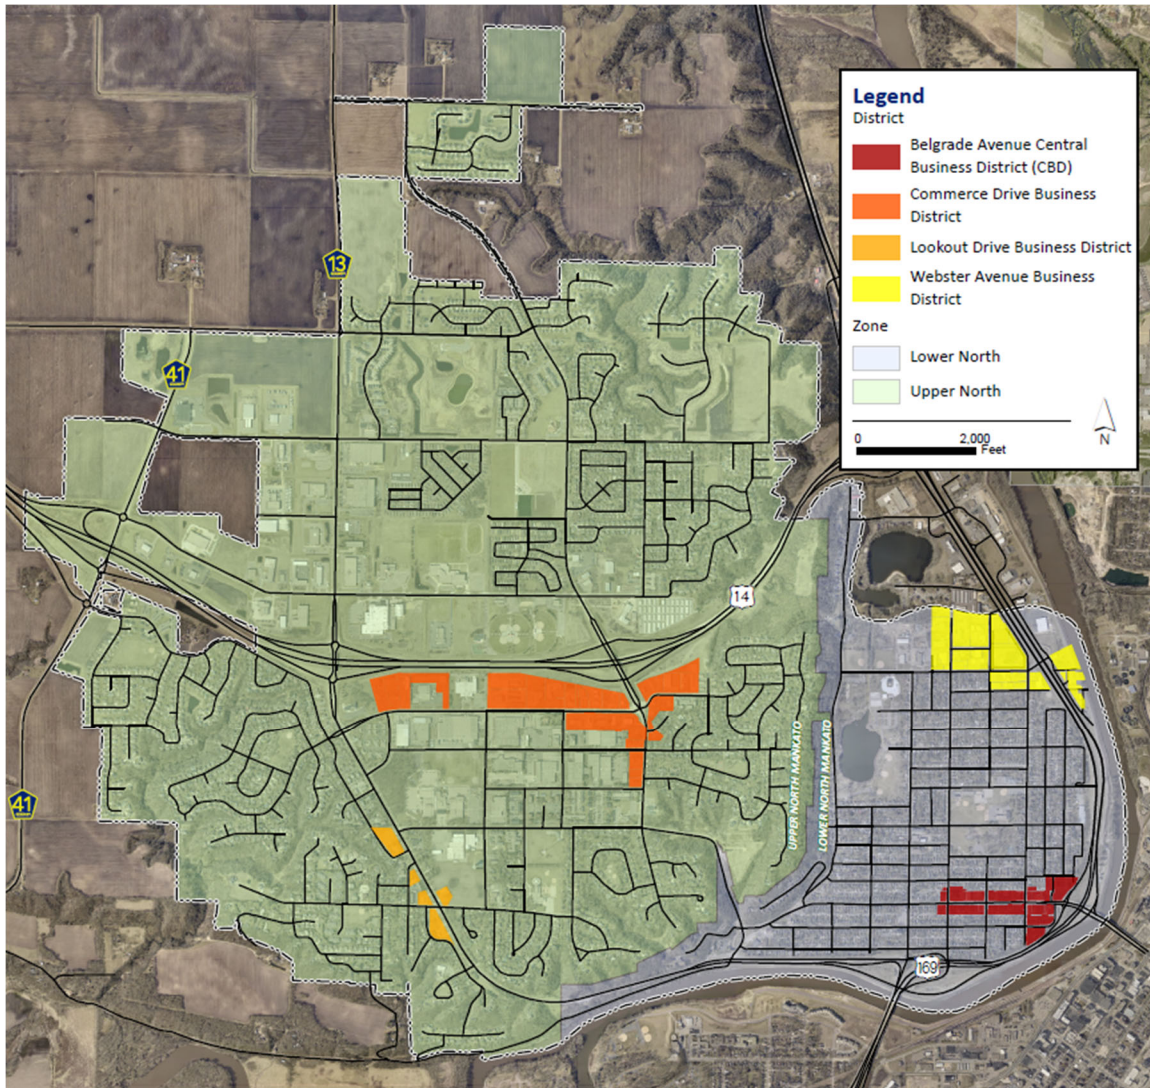 Legend
District
Belgrade Avenue Central
Business District (CBD)
Commerce Drive Business
District
Lookout Drive Business District
Webster Avenue Business
District
Zone
Lower North
Upper North
0
2,000
Feet
N
13
41
14
UPPER NORTH MANKATO
LOWER NORTH MANKATO
41
169